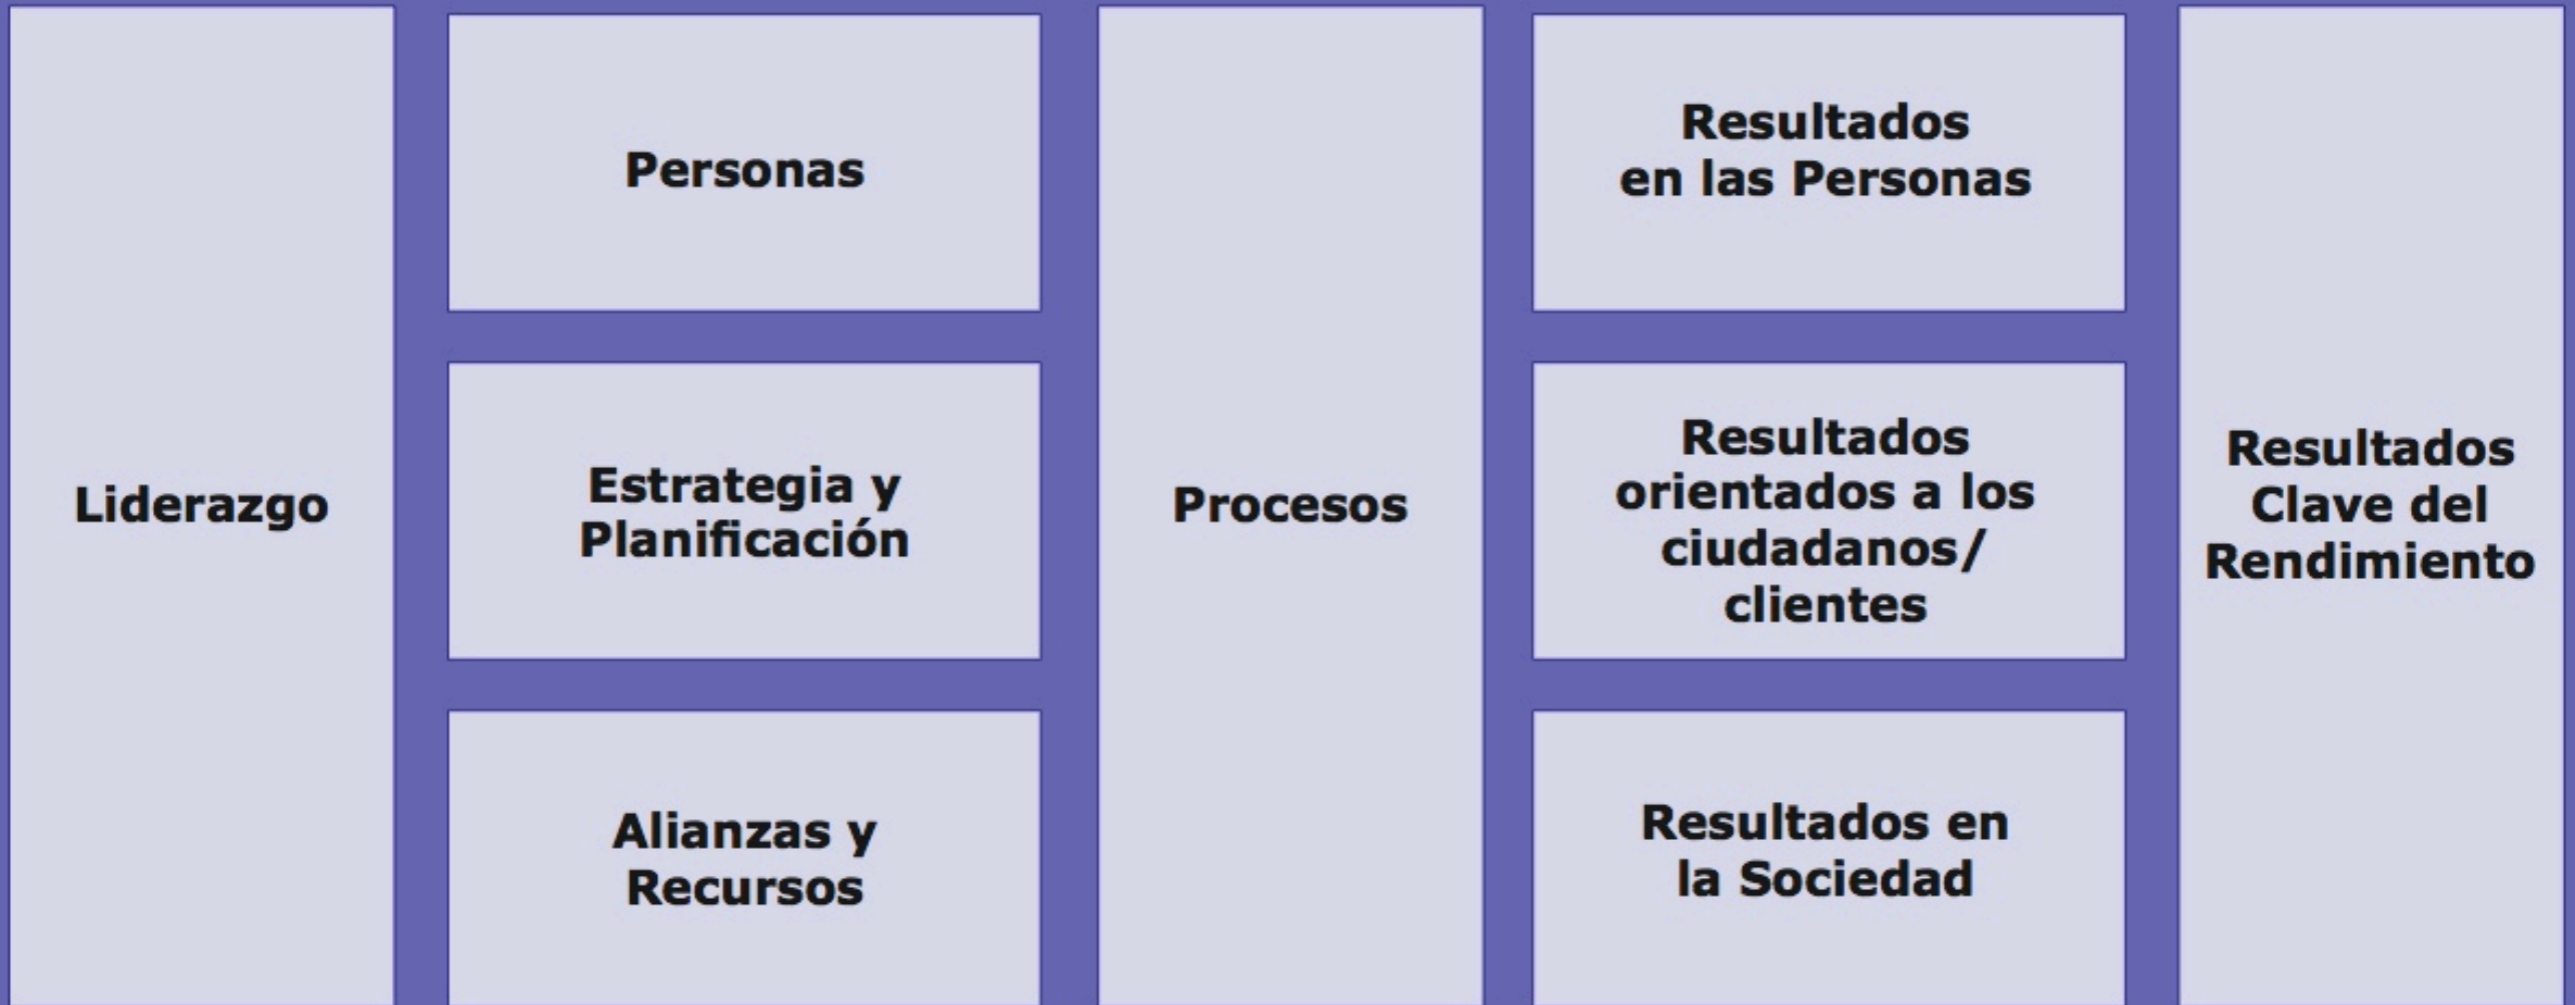 Liderazgo
Personas
Estrategia y
Planificación
Alianzas y
Recursos
Procesos
Resultados
en las Personas
Resultados
orientados a los
ciudadanos/
clientes
Resultados en
la Sociedad
Resultados
Clave del
Rendimiento